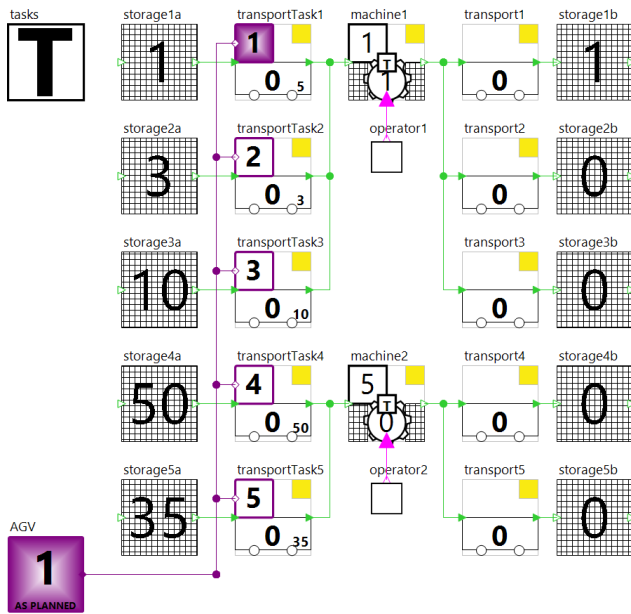 tasks storage1a transportTask1 machine1 transport1 storage1b
T 1 1 0 5 1 T 1 0 1
storage2a transportTask2 operator1 transport2 storage2b
3 2 0 3 0 0
storage3a transportTask3 transport3 storage3b
10 3 0 10 0 0
storage4a transportTask4 machine2 transport4 storage4b
50 4 0 50 5 T 0 0 0
storage5a transportTask5 operator2 transport5 storage5b
35 5 0 35 0 0
AGV
1
AS PLANNED